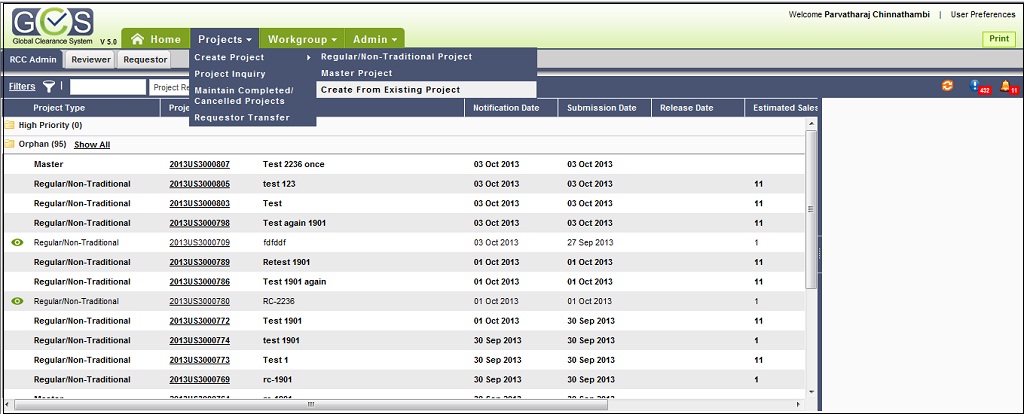 GCS
Global Clearance System V 5.0
Welcome Parvatharaj Chinnathambi | User Preferences
Home Projects Workgroup Admin
Print
RCC Admin Reviewer Requestor
Create Project
Project Inquiry
Maintain Completed/
Cancelled Projects
Requestor Transfer
Regular/Non-Traditional Project
Master Project
Create From Existing Project
Filters | Project Re 432 11
Project Type Proje Notification Date Submission Date Release Date Estimated Sales
High Priority (0)
Orphan (95) Show All
Master 2013US3000807 Test 2236 once 03 Oct 2013 03 Oct 2013
Regular/Non-Traditional 2013US3000805 test 123 03 Oct 2013 03 Oct 2013 11
Regular/Non-Traditional 2013US3000803 Test 03 Oct 2013 03 Oct 2013 11
Regular/Non-Traditional 2013US3000798 Test again 1901 03 Oct 2013 03 Oct 2013 11
Regular/Non-Traditional 2013US3000709 fdfddf 03 Oct 2013 27 Sep 2013 1
Regular/Non-Traditional 2013US3000789 Retest 1901 01 Oct 2013 01 Oct 2013 11
Regular/Non-Traditional 2013US3000786 Test 1901 again 01 Oct 2013 01 Oct 2013 11
Regular/Non-Traditional 2013US3000780 RC-2236 01 Oct 2013 01 Oct 2013 1
Regular/Non-Traditional 2013US3000772 Test 1901 01 Oct 2013 30 Sep 2013 11
Regular/Non-Traditional 2013US3000774 test 1901 30 Sep 2013 30 Sep 2013 1
Regular/Non-Traditional 2013US3000773 Test 1 30 Sep 2013 30 Sep 2013 11
Regular/Non-Traditional 2013US3000769 rc-1901 30 Sep 2013 30 Sep 2013 1